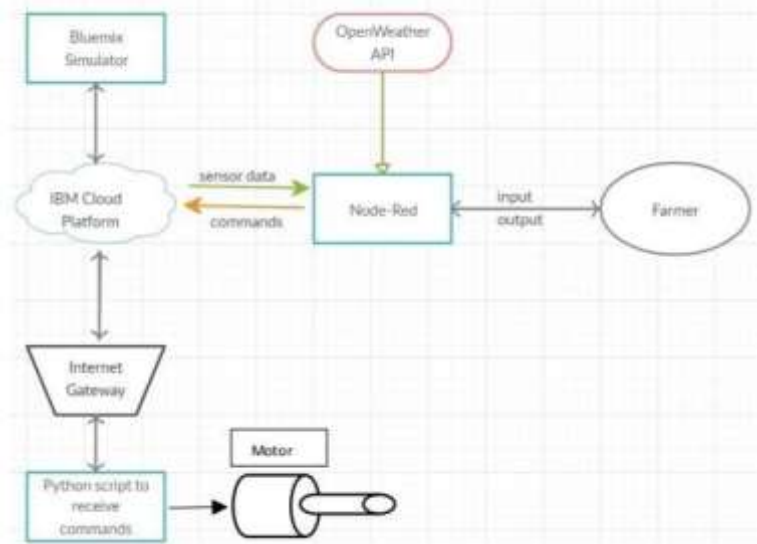 Bluemix
Simulator
OpenWeather
API
sensor data
IBM Cloud
Platform
commands
Node-Red
input
output
Farmer
Internet
Gateway
Motor
Python script to
receive
commands